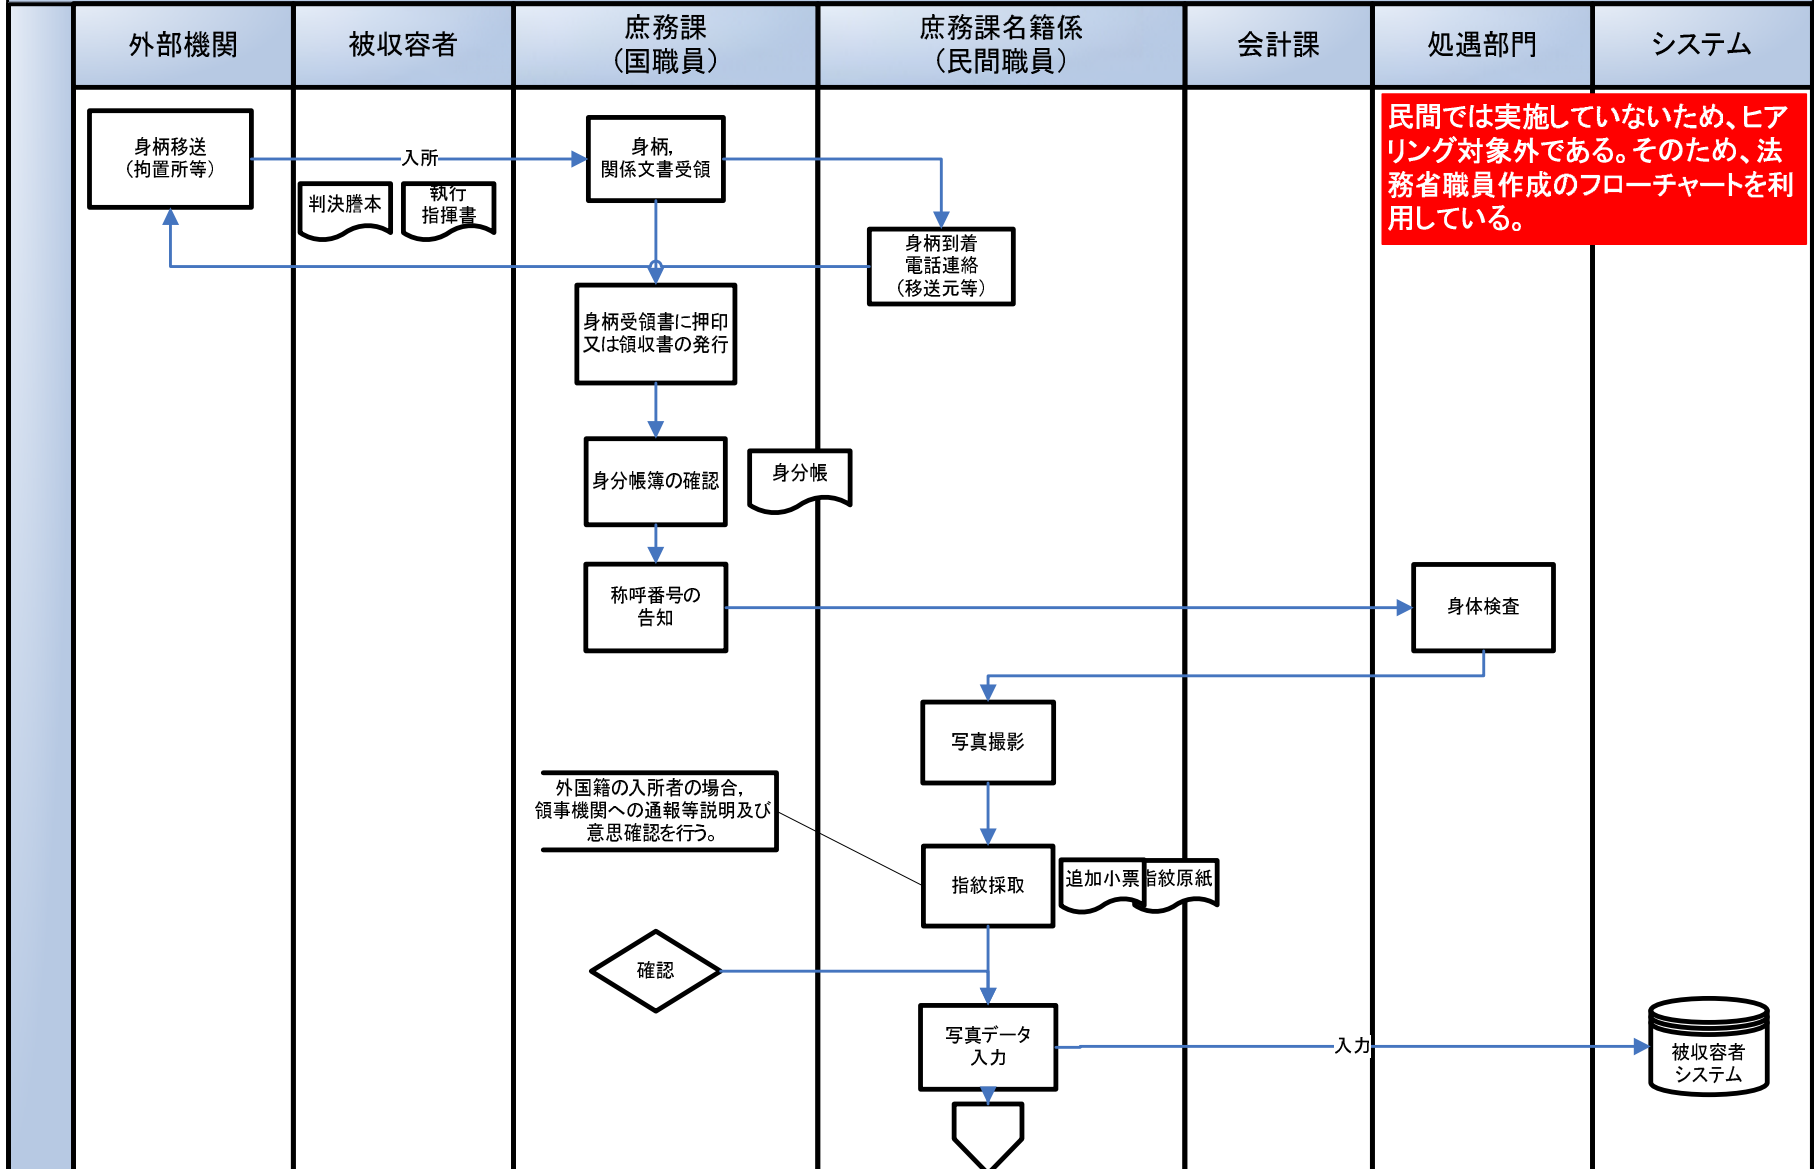 外部機関
被収容者
庶務課
（国職員）
庶務課名籍係
（民間職員）
会計課
処遇部門
システム
民間では実施していないため、ヒア
リング対象外である。そのため、法
務省職員作成のフローチャートを利
用している。
身柄移送
（拘置所等）
入所
身柄，
関係文書受領
判決謄本
執行
指揮書
身柄到着
電話連絡
（移送元等）
身柄受領書に押印
又は領収書の発行
身分帳簿の確認
身分帳
称呼番号の
告知
身体検査
写真撮影
外国籍の入所者の場合，
領事機関への通報等説明及び
意思確認を行う。
指紋採取
追加小票
指紋原紙
確認
写真データ
入力
入力
被収容者
システム